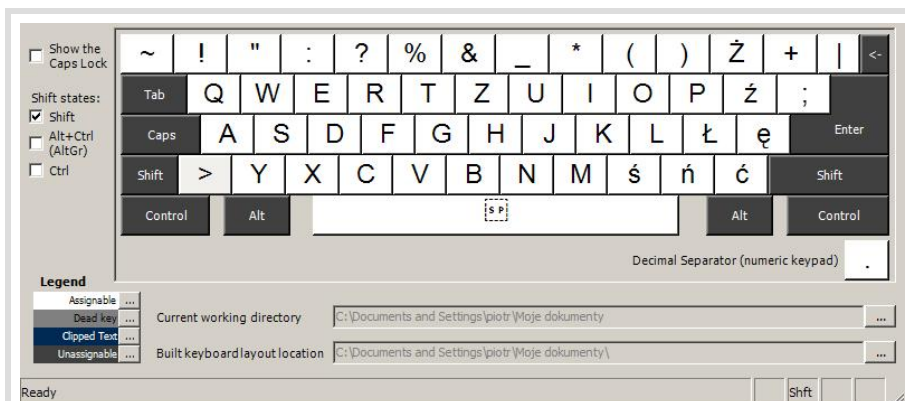 Show the
Caps Lock
~ ! " : ? % & _ * ( ) Ż + | <-
Shift states:
Shift
Alt+Ctrl
(AltGr)
Ctrl
Tab Q W E R T Z U I O P ź ;
Caps A S D F G H J K L Ł ę Enter
Shift > Y X C V B N M ś ń ć Shift
Control Alt SP Alt Control
Decimal Separator (numeric keypad) .
Legend
Assignable ...
Dead key ...
Clipped Text ...
Unassignable ...
Current working directory C:\Documents and Settings\piotr\Moje dokumenty ...
Built keyboard layout location C:\Documents and Settings\piotr\Moje dokumenty\ ...
Ready Shft